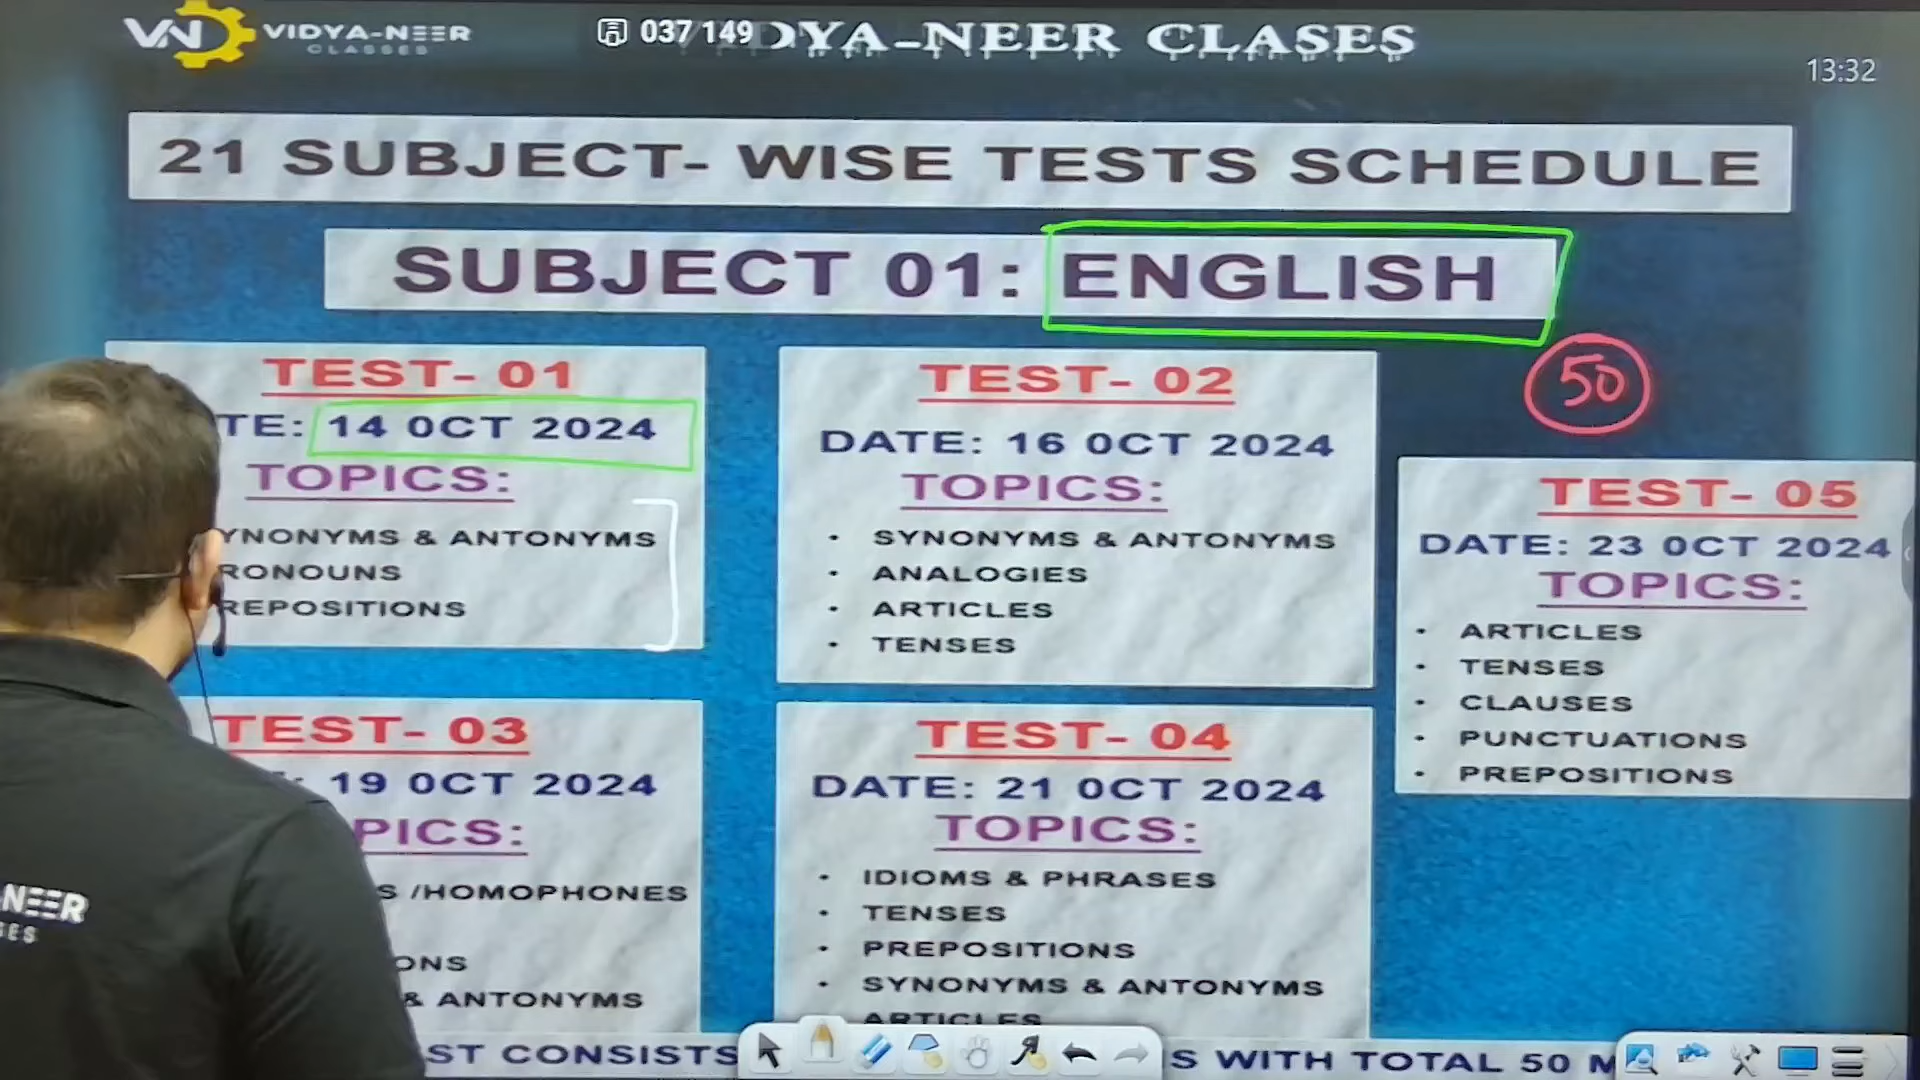 VN VIDYA-NEER
CLASSES
037 149
DYA-NEER CLASES
13:32
21 SUBJECT- WISE TESTS SCHEDULE
SUBJECT 01: ENGLISH
50
TEST- 01
TE: 14 OCT 2024
TOPICS:
YNONYMS & ANTONYMS
RONOUNS
REPOSITIONS
TEST- 02
DATE: 16 OCT 2024
TOPICS:
• SYNONYMS & ANTONYMS
• ANALOGIES
• ARTICLES
• TENSES
TEST- 05
DATE: 23 OCT 2024
TOPICS:
• ARTICLES
• TENSES
• CLAUSES
• PUNCTUATIONS
• PREPOSITIONS
TEST- 03
: 19 OCT 2024
PICS:
S /HOMOPHONES
ONS
& ANTONYMS
TEST- 04
DATE: 21 OCT 2024
TOPICS:
• IDIOMS & PHRASES
• TENSES
• PREPOSITIONS
• SYNONYMS & ANTONYMS
ARTICLES
ST CONSISTS
S WITH TOTAL 50 M
-NEER
SES